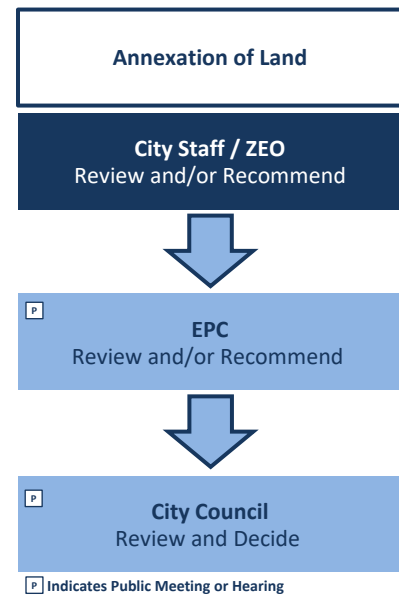 Annexation of Land
City Staff / ZEO
Review and/or Recommend
P
EPC
Review and/or Recommend
P
City Council
Review and Decide
P Indicates Public Meeting or Hearing